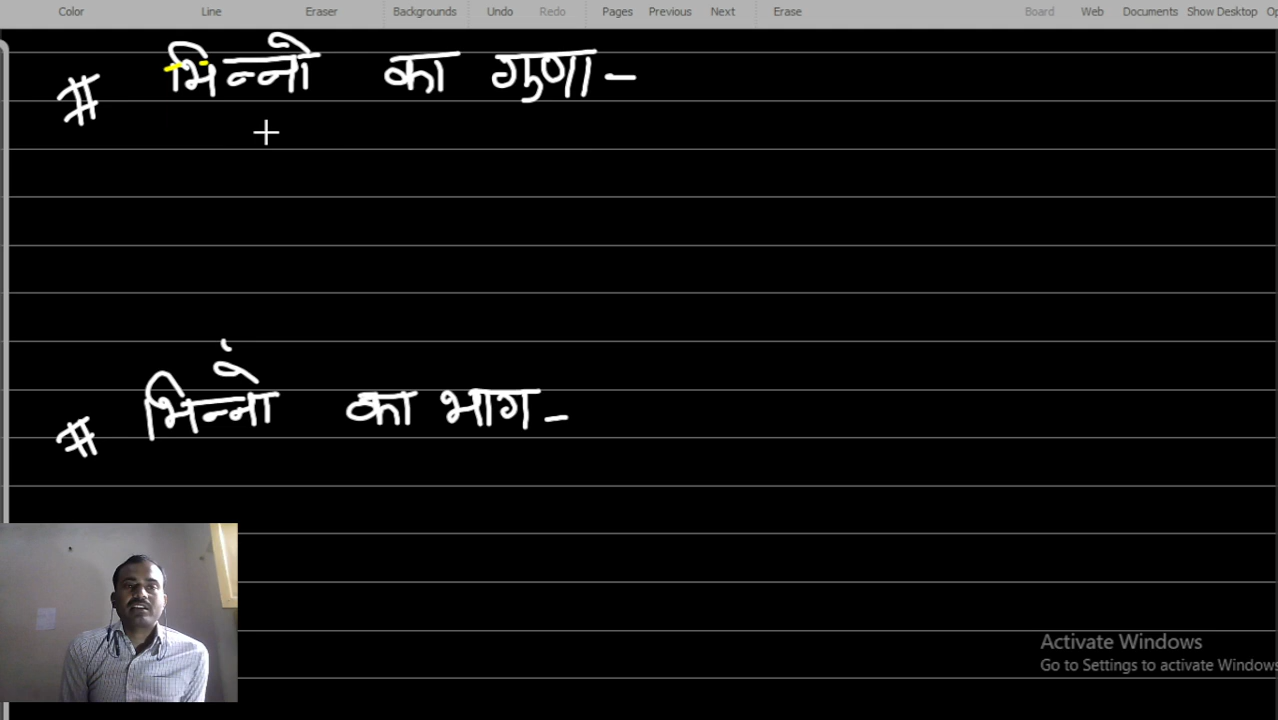 Color Line Eraser Backgrounds Undo Redo Pages Previous Next Erase Board Web Documents Show Desktop Op
# भिन्नो का गुणा -
# भिन्नों का भाग -
Activate Windows
Go to Settings to activate Windows